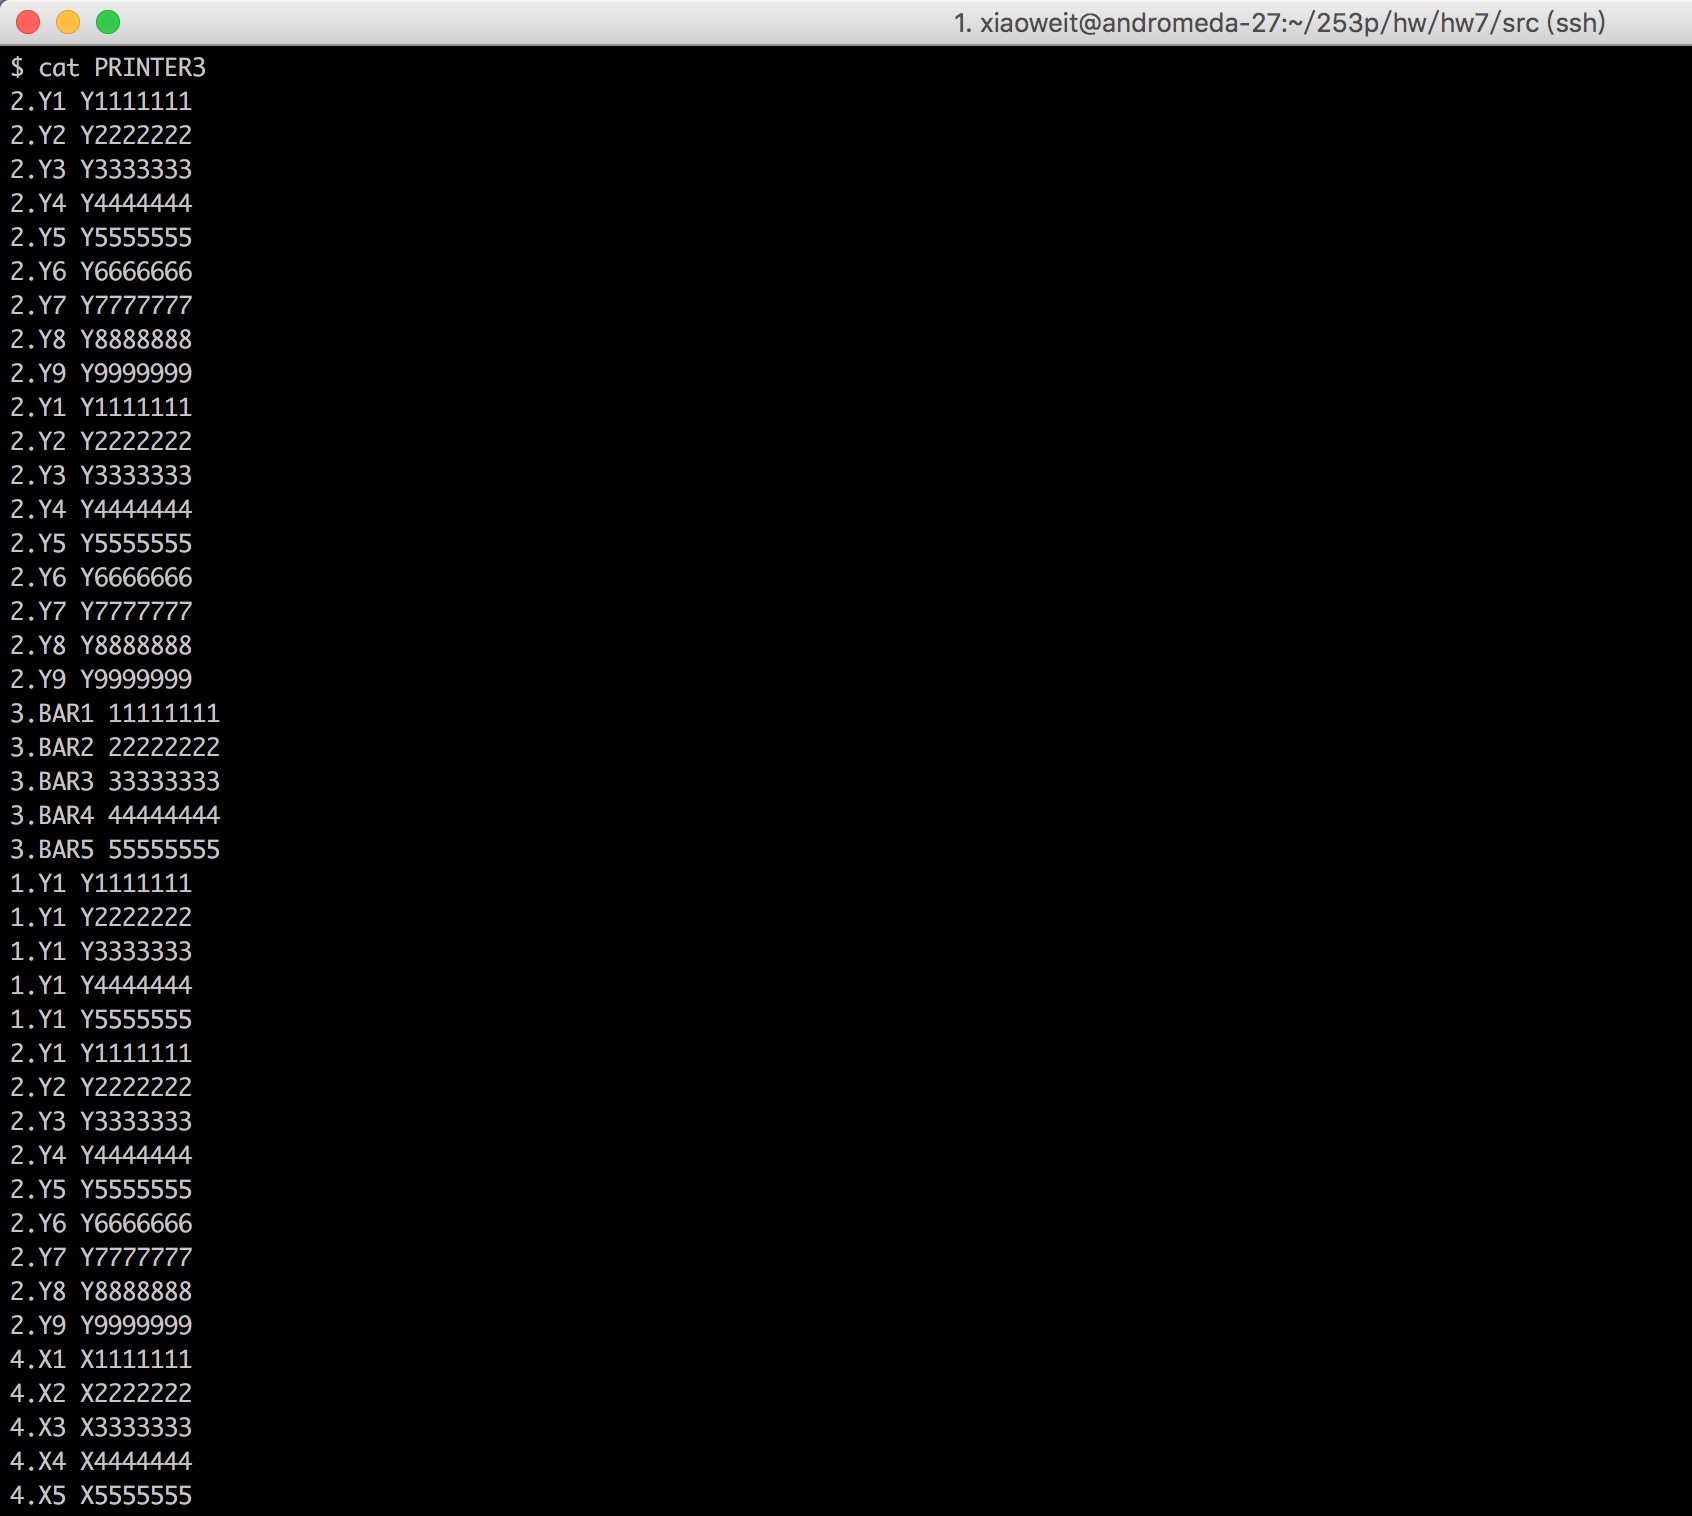 1. xiaoweit@andromeda-27:~/253p/hw/hw7/src (ssh)
$ cat PRINTER3
2.Y1 Y1111111
2.Y2 Y2222222
2.Y3 Y3333333
2.Y4 Y4444444
2.Y5 Y5555555
2.Y6 Y6666666
2.Y7 Y7777777
2.Y8 Y8888888
2.Y9 Y9999999
2.Y1 Y1111111
2.Y2 Y2222222
2.Y3 Y3333333
2.Y4 Y4444444
2.Y5 Y5555555
2.Y6 Y6666666
2.Y7 Y7777777
2.Y8 Y8888888
2.Y9 Y9999999
3.BAR1 11111111
3.BAR2 22222222
3.BAR3 33333333
3.BAR4 44444444
3.BAR5 55555555
1.Y1 Y1111111
1.Y1 Y2222222
1.Y1 Y3333333
1.Y1 Y4444444
1.Y1 Y5555555
2.Y1 Y1111111
2.Y2 Y2222222
2.Y3 Y3333333
2.Y4 Y4444444
2.Y5 Y5555555
2.Y6 Y6666666
2.Y7 Y7777777
2.Y8 Y8888888
2.Y9 Y9999999
4.X1 X1111111
4.X2 X2222222
4.X3 X3333333
4.X4 X4444444
4.X5 X5555555